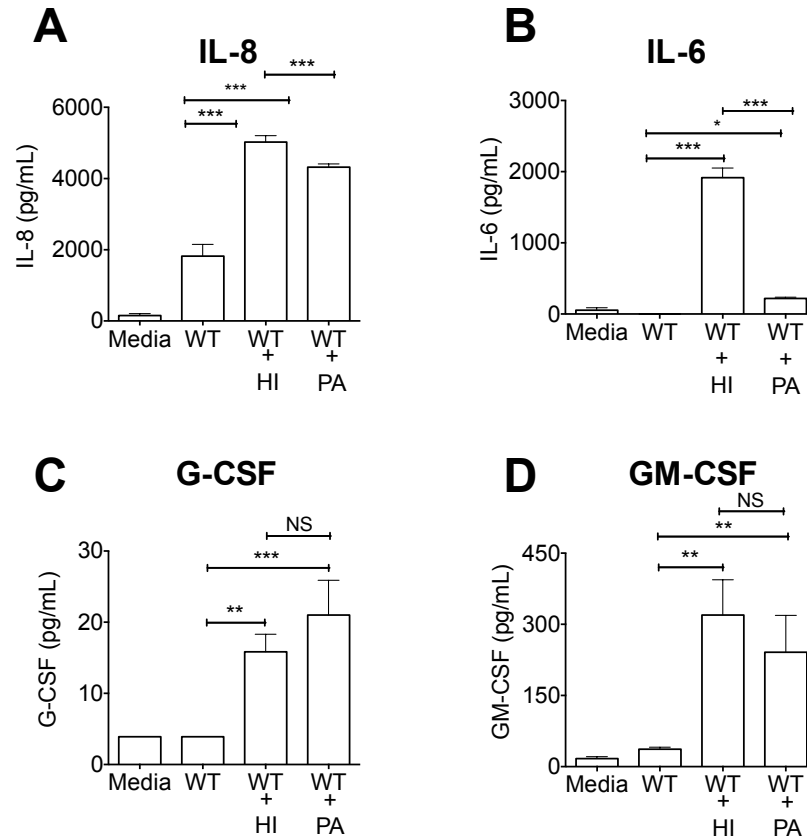 A
IL-8
***
***
***
6000
4000
2000
0
IL-8 (pg/mL)
Media WT WT WT
+ +
HI PA
B
IL-6
***
*
***
3000
2000
1000
0
IL-6 (pg/mL)
Media WT WT WT
+ +
HI PA
C
G-CSF
NS
***
**
30
20
10
0
G-CSF (pg/mL)
Media WT WT WT
+ +
HI PA
D
GM-CSF
NS
**
**
450
300
150
0
GM-CSF (pg/mL)
Media WT WT WT
+ +
HI PA